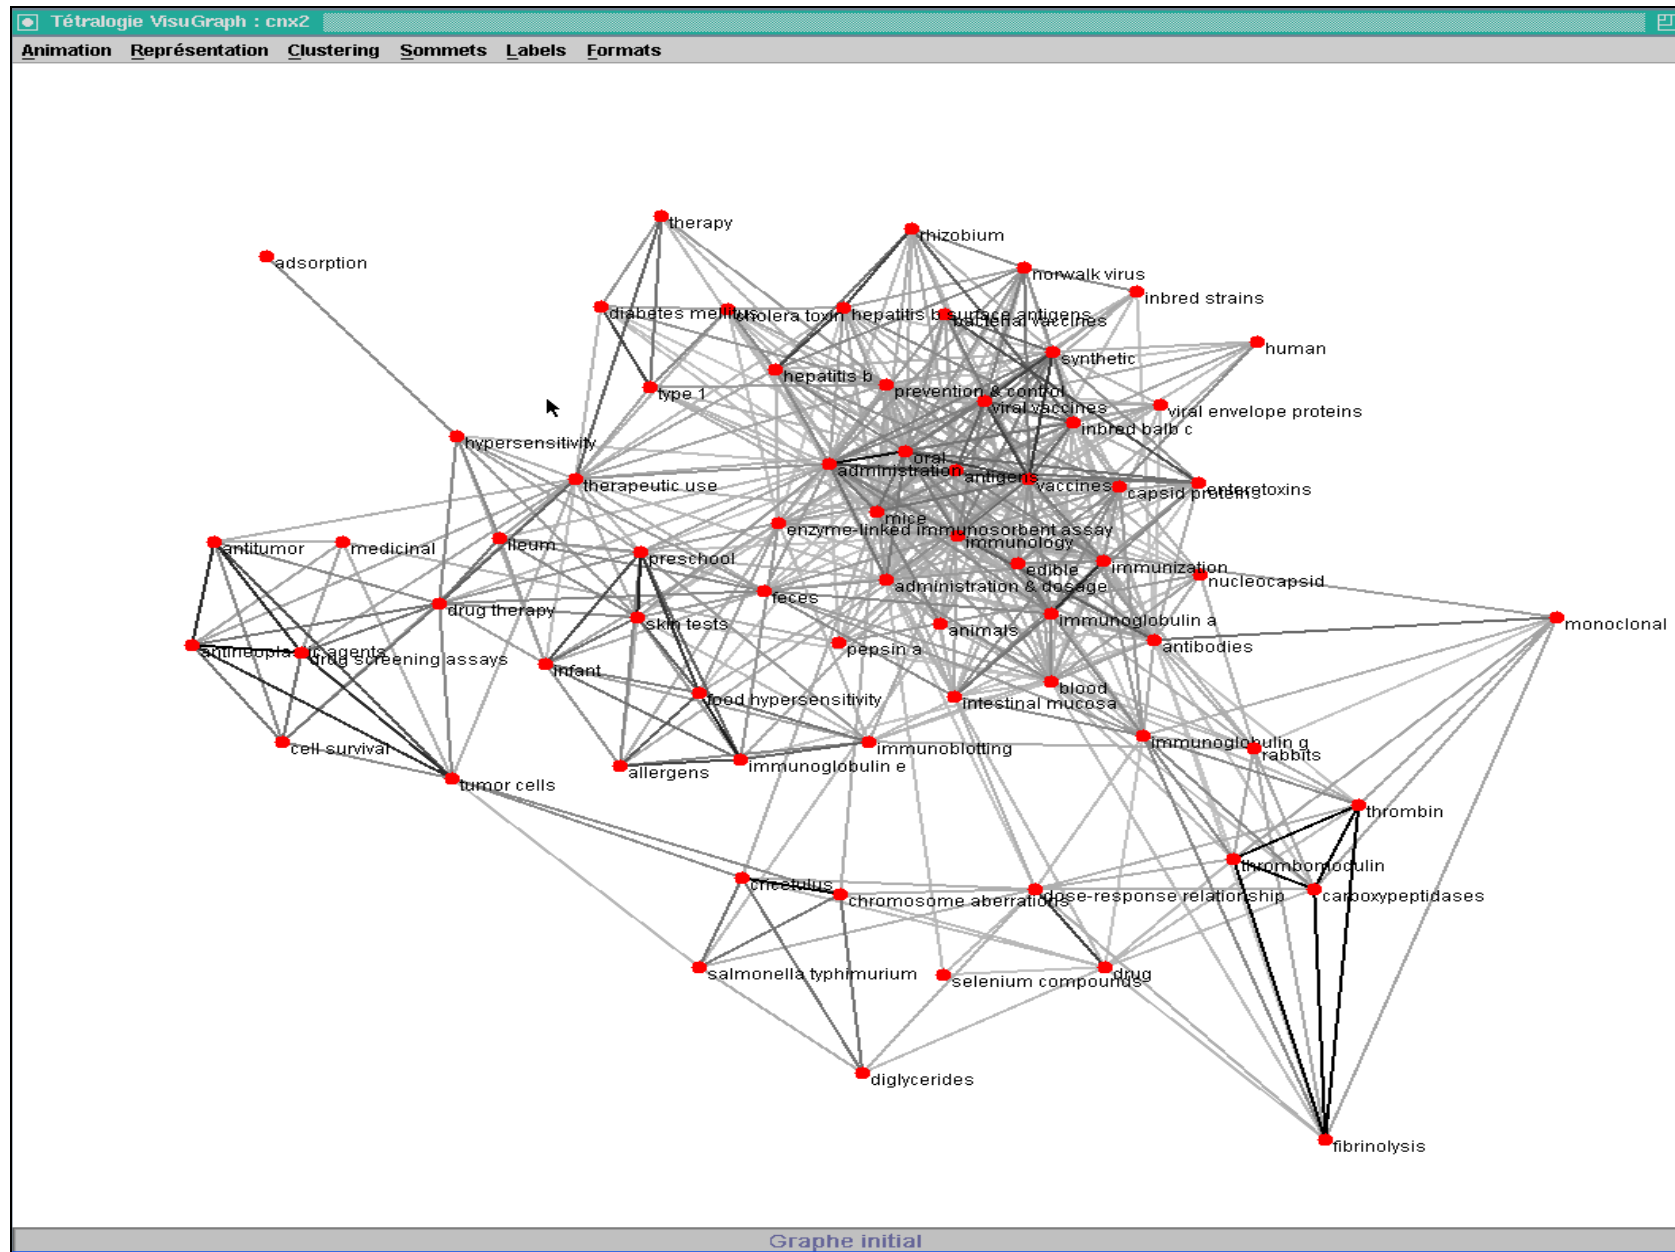 Tétralogie VisuGraph : cnx2
Animation Représentation Clustering Sommets Labels Formats
therapy
rhizobium
adsorption
norwalk virus
inbred strains
diabetes mellitus
cholera toxin
hepatitis b surface antigens
bacterial vaccines
human
synthetic
hepatitis b
prevention & control
type 1
viral vaccines
viral envelope proteins
inbred balb c
hypersensitivity
oral
administration
antigens
therapeutic use
vaccines
capsid proteins
enterotoxins
mice
enzyme-linked immunosorbent assay
immunology
antitumor
medicinal
ileum
preschool
edible
immunization
nucleocapsid
administration & dosage
feces
drug therapy
skin tests
immunoglobulin a
animals
monoclonal
antibodies
pepsin a
antineoplastic agents
drug screening assays
infant
blood
food hypersensitivity
intestinal mucosa
cell survival
immunoblotting
immunoglobulin g
rabbits
allergens
immunoglobulin e
tumor cells
thrombin
thrombomodulin
cricetulus
chromosome aberrations
dose-response relationship
carboxypeptidases
salmonella typhimurium
selenium compounds
drug
diglycerides
fibrinolysis
Graphe initial